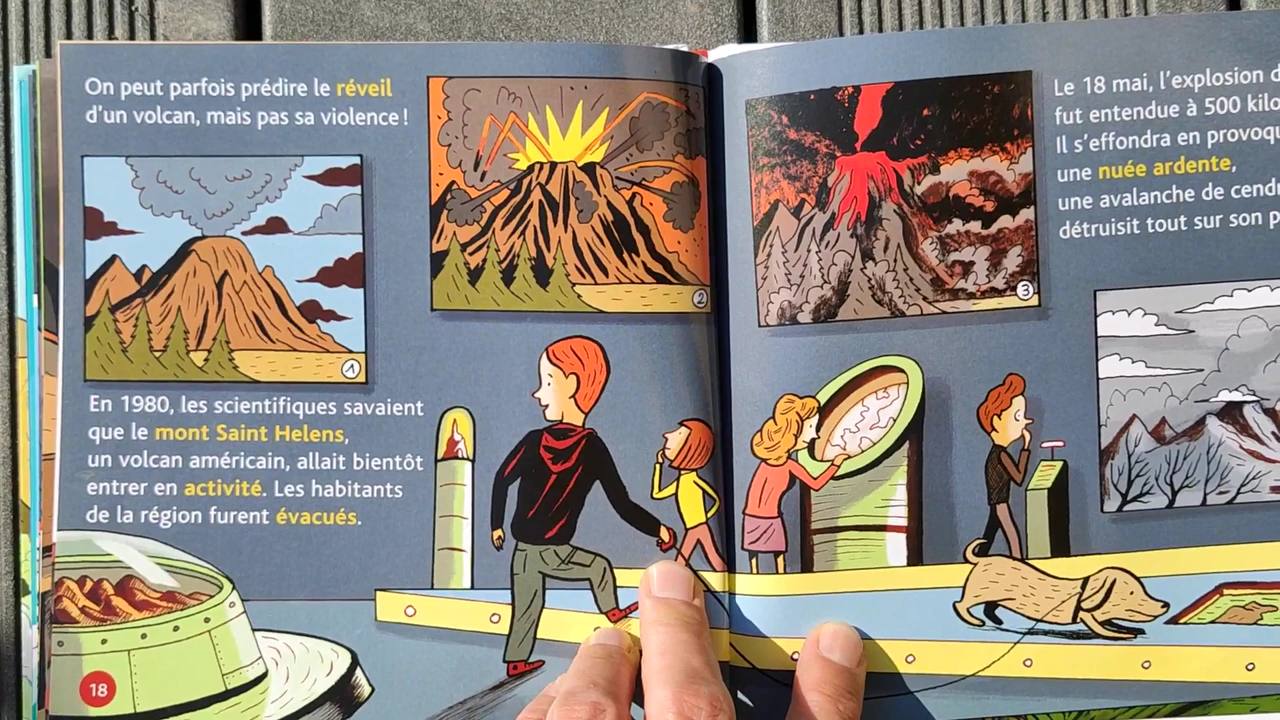 On peut parfois prédire le réveil
d'un volcan, mais pas sa violence !
1
En 1980, les scientifiques savaient
que le mont Saint Helens,
un volcan américain, allait bientôt
entrer en activité. Les habitants
de la région furent évacués.
2
18
3
Le 18 mai, l'explosion
fut entendue à 500
Il s'effondra en
une nuée ardente,
une avalanche de
détruisit tout sur son